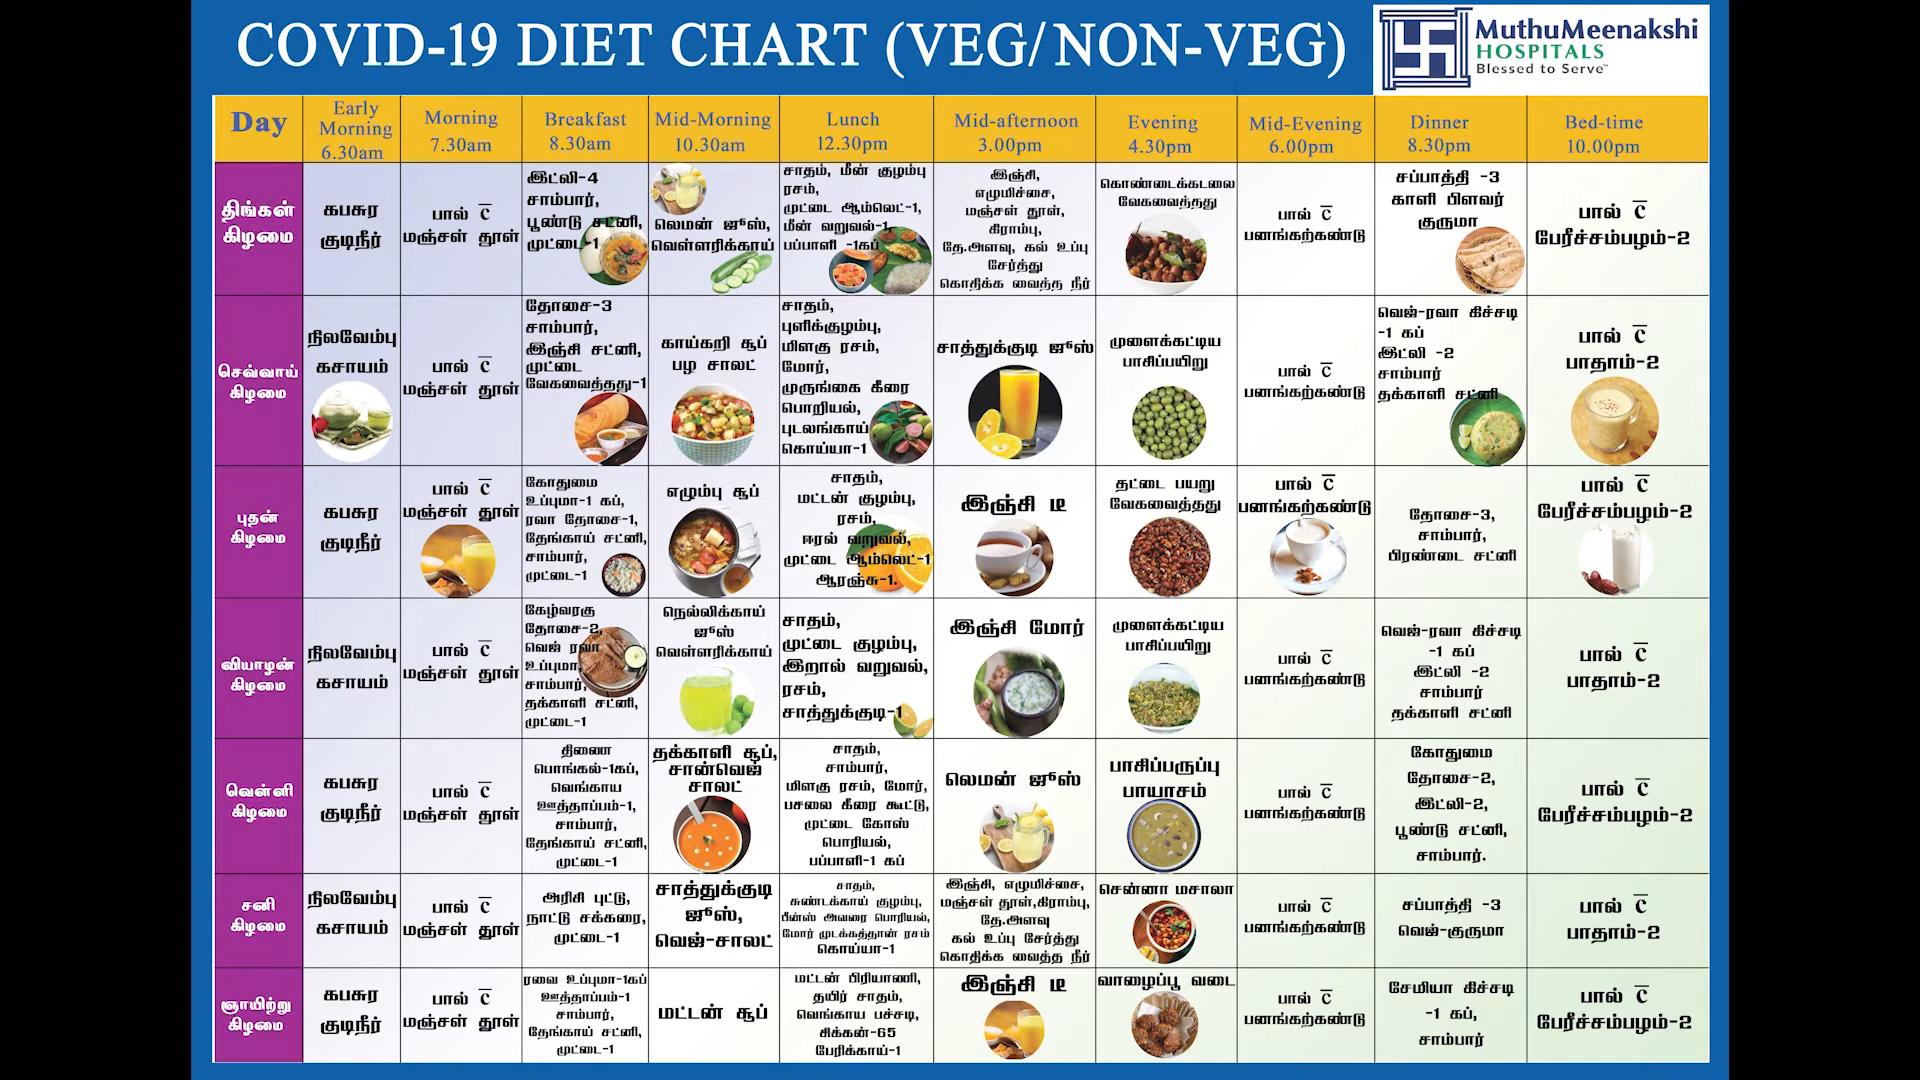 COVID-19 DIET CHART (VEG/NON-VEG)
MuthuMeenakshi
HOSPITALS
Blessed to Serve™
Day
Early
Morning
6.30am
Morning
7.30am
Breakfast
8.30am
Mid-Morning
10.30am
Lunch
12.30pm
Mid-afternoon
3.00pm
Evening
4.30pm
Mid-Evening
6.00pm
Dinner
8.30pm
Bed-time
10.00pm
திங்கள்
கிழமை
கபசுர
குடிநீர்
பால் c̅
மஞ்சள் தூள்
இட்லி-4
சாம்பார்,
பூண்டு சட்னி,
முட்டை-1
லெமன் ஜூஸ்,
வெள்ளரிக்காய்
சாதம், மீன் குழம்பு
ரசம்,
முட்டை ஆம்லெட்-1,
மீன் வறுவல்-1
பப்பாளி -1கப்
இஞ்சி,
எழுமிச்சை,
மஞ்சள் தூள்,
கிராம்பு,
தே.அளவு, கல் உப்பு
சேர்த்து
கொதிக்க வைத்த நீர்
கொண்டைக்கடலை
வேகவைத்தது
பால் c̅
பனங்கற்கண்டு
சப்பாத்தி -3
காளி பிளவர்
குருமா
பால் c̅
பேரீச்சம்பழம்-2
செவ்வாய்
கிழமை
நிலவேம்பு
கசாயம்
பால் c̅
மஞ்சள் தூள்
தோசை-3
சாம்பார்,
இஞ்சி சட்னி,
முட்டை
வேகவைத்தது-1
காய்கறி சூப்
பழ சாலட்
சாதம்,
புளிக்குழம்பு,
மிளகு ரசம்,
மோர்,
முருங்கை கீரை
பொறியல்,
புடலங்காய்
கொய்யா-1
சாத்துக்குடி ஜூஸ்
முளைக்கட்டிய
பாசிப்பயிறு
பால் c̅
பனங்கற்கண்டு
வெஜ்-ரவா கிச்சடி
-1 கப்
இட்லி -2
சாம்பார்
தக்காளி சட்னி
பால் c̅
பாதாம்-2
புதன்
கிழமை
கபசுர
குடிநீர்
பால் c̅
மஞ்சள் தூள்
கோதுமை
உப்புமா-1 கப்,
ரவா தோசை-1,
தேங்காய் சட்னி,
சாம்பார்,
முட்டை-1
எழும்பு சூப்
சாதம்,
மட்டன் குழம்பு,
ரசம்,
ஈரல் வறுவல்,
முட்டை ஆம்லெட்-1
ஆரஞ்சு-1.
இஞ்சி டீ
தட்டை பயறு
வேகவைத்தது
பால் c̅
பனங்கற்கண்டு
தோசை-3,
சாம்பார்,
பிரண்டை சட்னி
பால் c̅
பேரீச்சம்பழம்-2
வியாழன்
கிழமை
நிலவேம்பு
கசாயம்
பால் c̅
மஞ்சள் தூள்
கேழ்வரகு
தோசை-2,
வெஜ் ரவா
உப்புமா,
சாம்பார்,
தக்காளி சட்னி,
முட்டை-1
நெல்லிக்காய்
ஜூஸ்
வெள்ளரிக்காய்
சாதம்,
முட்டை குழம்பு,
இறால் வறுவல்,
ரசம்,
சாத்துக்குடி-1
இஞ்சி மோர்
முளைக்கட்டிய
பாசிப்பயிறு
பால் c̅
பனங்கற்கண்டு
வெஜ்-ரவா கிச்சடி
-1 கப்
இட்லி -2
சாம்பார்
தக்காளி சட்னி
பால் c̅
பாதாம்-2
வெள்ளி
கிழமை
கபசுர
குடிநீர்
பால் c̅
மஞ்சள் தூள்
திணை
பொங்கல்-1கப்,
வெங்காய
ஊத்தாப்பம்-1,
சாம்பார்,
தேங்காய் சட்னி,
முட்டை-1
தக்காளி சூப்,
சான்வெஜ்
சாலட்
சாதம்,
சாம்பார்,
மிளகு ரசம், மோர்,
பசலை கீரை கூட்டு,
முட்டை கோஸ்
பொரியல்,
பப்பாளி-1 கப்
லெமன் ஜூஸ்
பாசிப்பருப்பு
பாயாசம்
பால் c̅
பனங்கற்கண்டு
கோதுமை
தோசை-2,
இட்லி-2,
பூண்டு சட்னி,
சாம்பார்.
பால் c̅
பேரீச்சம்பழம்-2
சனி
கிழமை
நிலவேம்பு
கசாயம்
பால் c̅
மஞ்சள் தூள்
அரிசி புட்டு,
நாட்டு சக்கரை,
முட்டை-1
சாத்துக்குடி
ஜூஸ்,
வெஜ்-சாலட்
சாதம்,
சுண்டக்காய் குழம்பு,
பீன்ஸ் அவரை பொரியல்,
மோர் முடக்கத்தான் ரசம்
கொய்யா-1
இஞ்சி, எழுமிச்சை,
மஞ்சள் தூள்,கிராம்பு,
தே.அளவு
கல் உப்பு சேர்த்து
கொதிக்க வைத்த நீர்
சென்னா மசாலா
பால் c̅
பனங்கற்கண்டு
சப்பாத்தி -3
வெஜ்-குருமா
பால் c̅
பாதாம்-2
ஞாயிற்று
கிழமை
கபசுர
குடிநீர்
பால் c̅
மஞ்சள் தூள்
ரவை உப்புமா-1கப்
ஊத்தாப்பம்-1
சாம்பார்,
தேங்காய் சட்னி,
முட்டை-1
மட்டன் சூப்
மட்டன் பிரியாணி,
தயிர் சாதம்,
வெங்காய பச்சடி,
சிக்கன்-65
பேரிக்காய்-1
இஞ்சி டீ
வாழைப்பூ வடை
பால் c̅
பனங்கற்கண்டு
சேமியா கிச்சடி
-1 கப்,
சாம்பார்
பால் c̅
பேரீச்சம்பழம்-2